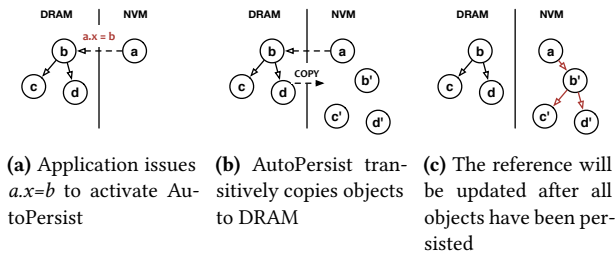 DRAM NVM
a.x = b
b a
c d
DRAM NVM
b a
COPY
b'
c d
c' d'
DRAM NVM
b a
b'
c d
c' d'
(a) Application issues
a.x=b to activate Au-
toPersist
(b) AutoPersist tran-
sitively copies objects
to DRAM
(c) The reference will
be updated after all
objects have been per-
sisted